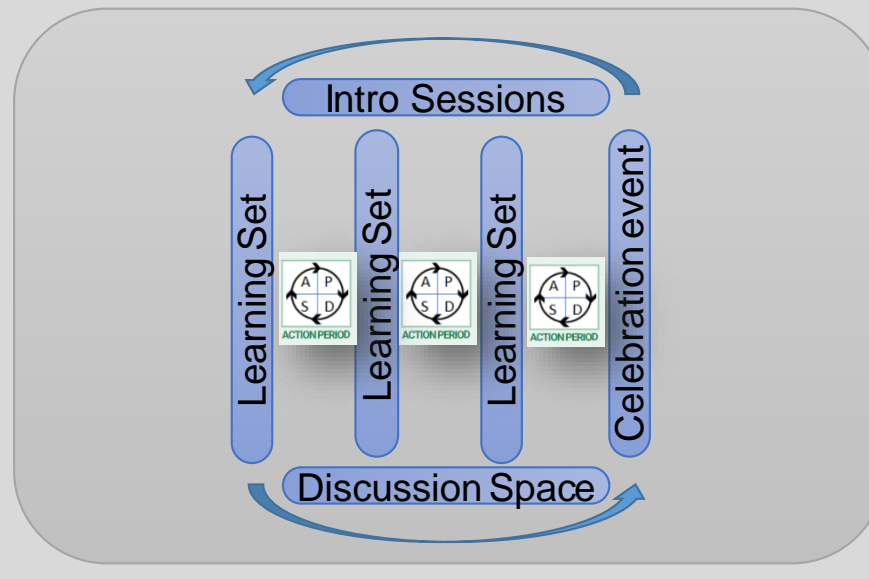 Intro Sessions
Learning Set
A P
S D
ACTION PERIOD
Learning Set
A P
S D
ACTION PERIOD
Learning Set
A P
S D
ACTION PERIOD
Celebration event
Discussion Space